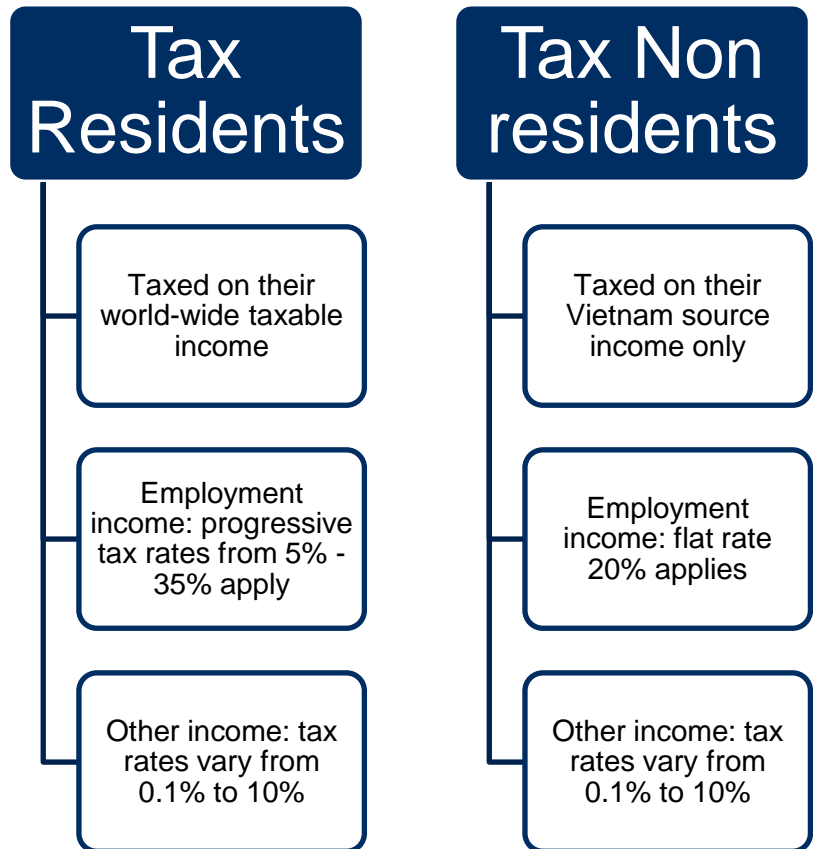 Tax
Residents
Taxed on their
world-wide taxable
income
Employment
income: progressive
tax rates from 5% -
35% apply
Other income: tax
rates vary from
0.1% to 10%
Tax Non
residents
Taxed on their
Vietnam source
income only
Employment
income: flat rate
20% applies
Other income: tax
rates vary from
0.1% to 10%